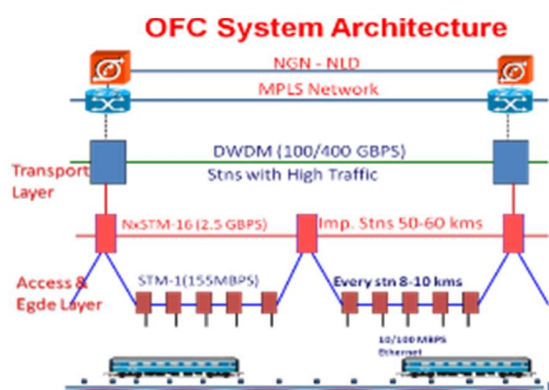 OFC System Architecture
NGN - NLD
MPLS Network
DWDM (100/400 GBPS)
Transport
Layer
Stns with High Traffic
NxSTM-16 (2.5 GBPS)
Imp. Stns 50-60 kms
Access &
Egde Layer
STM-1(155MBPS)
Every stn 8-10 kms
10/100 MBPS
Ethernet